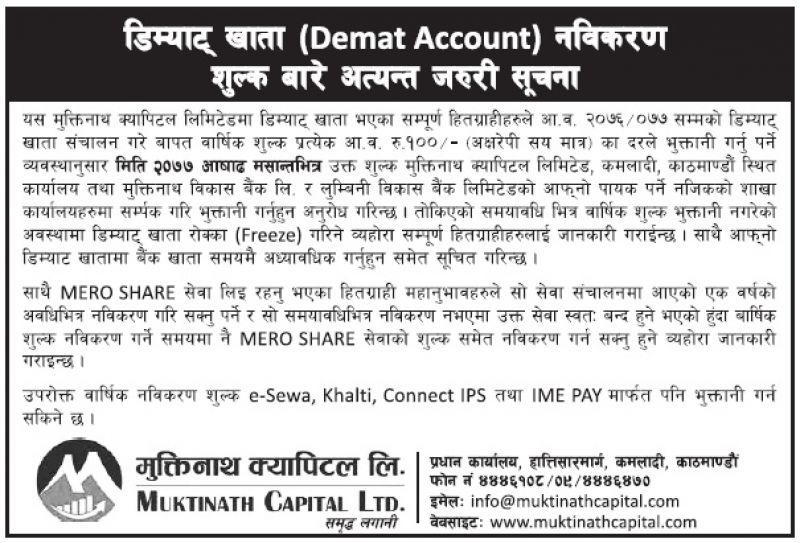 डिम्याट् खाता (Demat Account) नविकरण
शुल्क बारे अत्यन्त जरुरी सूचना
यस मुक्तिनाथ क्यापिटल लिमिटेडमा डिम्याट् खाता भएका सम्पूर्ण हितग्राहीहरुले आ.व. २०७६/०७७ सम्मको डिम्याट्
खाता संचालन गरे बापत वार्षिक शुल्क प्रत्येक आ.व. रु.१००/- (अक्षरेपी सय मात्र) का दरले भुक्तानी गर्नु पर्ने
व्यवस्थानुसार मिति २०७७ आषाढ मसान्तभित्र उक्त शुल्क मुक्तिनाथ क्यापिटल लिमिटेड, कमलादी, काठमाण्डौं स्थित
कार्यालय तथा मुक्तिनाथ विकास बैंक लि. र लुम्बिनी विकास बैंक लिमिटेडको आफ्नो पायक पर्ने नजिकको शाखा
कार्यालयहरुमा सर्म्पक गरि भुक्तानी गर्नुहुन अनुरोध गरिन्छ । तोकिएको समयावधि भित्र वार्षिक शुल्क भुक्तानी नगरेको
अवस्थामा डिम्याट् खाता रोक्का (Freeze) गरिने व्यहोरा सम्पूर्ण हितग्राहीहरुलाई जानकारी गराईन्छ । साथै आफ्नो
डिम्याट खातामा बैंक खाता समयमै अध्यावधिक गर्नुहुन समेत सूचित गरिन्छ ।
साथै MERO SHARE सेवा लिइ रहनु भएका हितग्राही महानुभावहरुले सो सेवा संचालनमा आएको एक वर्षको
अवधिभित्र नविकरण गरि सक्नु पर्ने र सो समयावधिभित्र नविकरण नभएमा उक्त सेवा स्वतः बन्द हुने भएको हुंदा बार्षिक
शुल्क नविकरण गर्ने समयमा नै MERO SHARE सेवाको शुल्क समेत नविकरण गर्न सक्नु हुने व्यहोरा जानकारी
गराइन्छ ।
उपरोक्त वार्षिक नविकरण शुल्क e-Sewa, Khalti, Connect IPS तथा IME PAY मार्फत पनि भुक्तानी गर्न
सकिने छ ।
मुक्तिनाथ क्यापिटल लि.
MUKTINATH CAPITAL LTD.
समृद्ध लगानी
प्रधान कार्यालय, हात्तिसारमार्ग, कमलादी, काठमाण्डौं
फोन नं ४४४६१०८/०९/४४४६४७०
इमेलः info@muktinathcapital.com
वेवसाइटः www.muktinathcapital.com